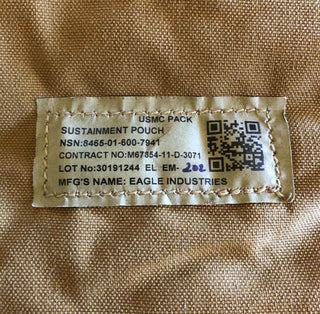 USMC PACK
SUSTAINMENT POUCH
NSN:8465-01-600-7941
CONTRACT NO:M67854-11-D-3071
LOT No:30191244 EL EM-202
MFG'S NAME: EAGLE INDUSTRIES